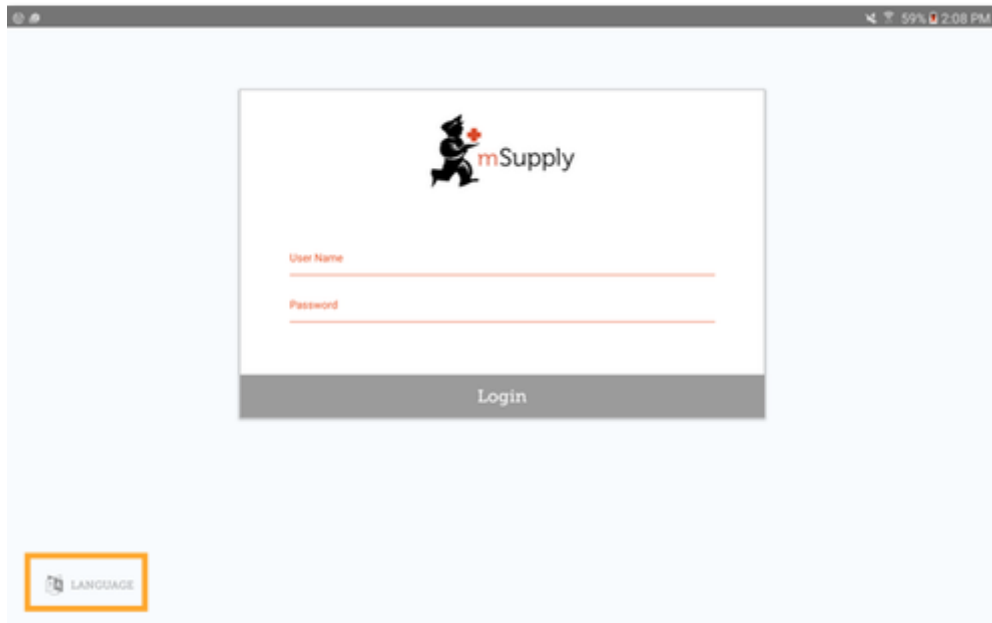 59% 2:08 PM
mSupply
User Name
Password
Login
LANGUAGE